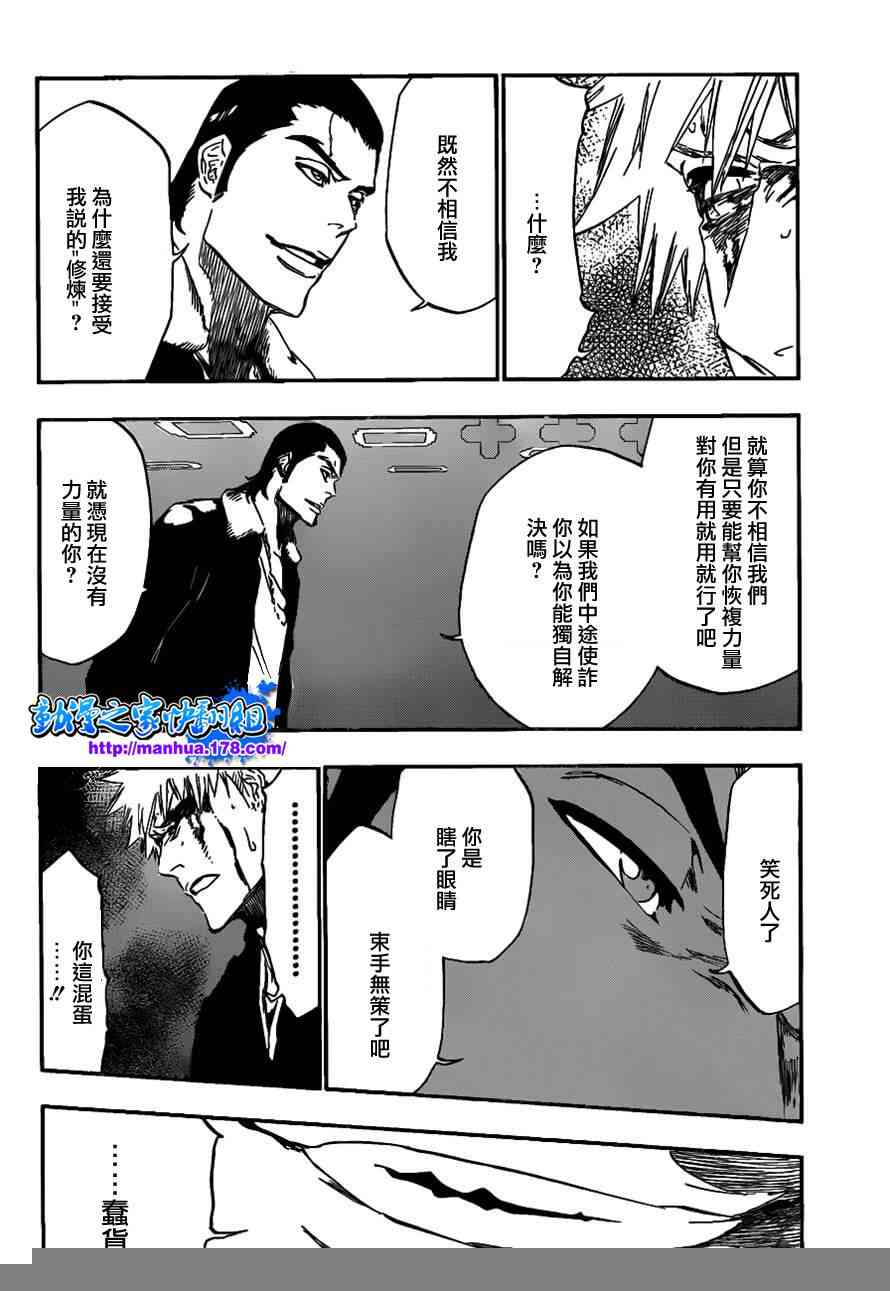 …什麼?
既然不相信我
為什麼還要接受
我説的"修煉"?
就算你不相信我們
但是只要能幫你恢複力量
對你有用就用就行了吧
如果我們中途使詐
你以為你能獨自解
決嗎?
就憑現在沒有
力量的你?
動漫之家快翻組
http://manhua.178.com/
笑死人了
你是
瞎了眼睛
束手無策了吧
………………
你這混蛋
……!!
……蠢貨